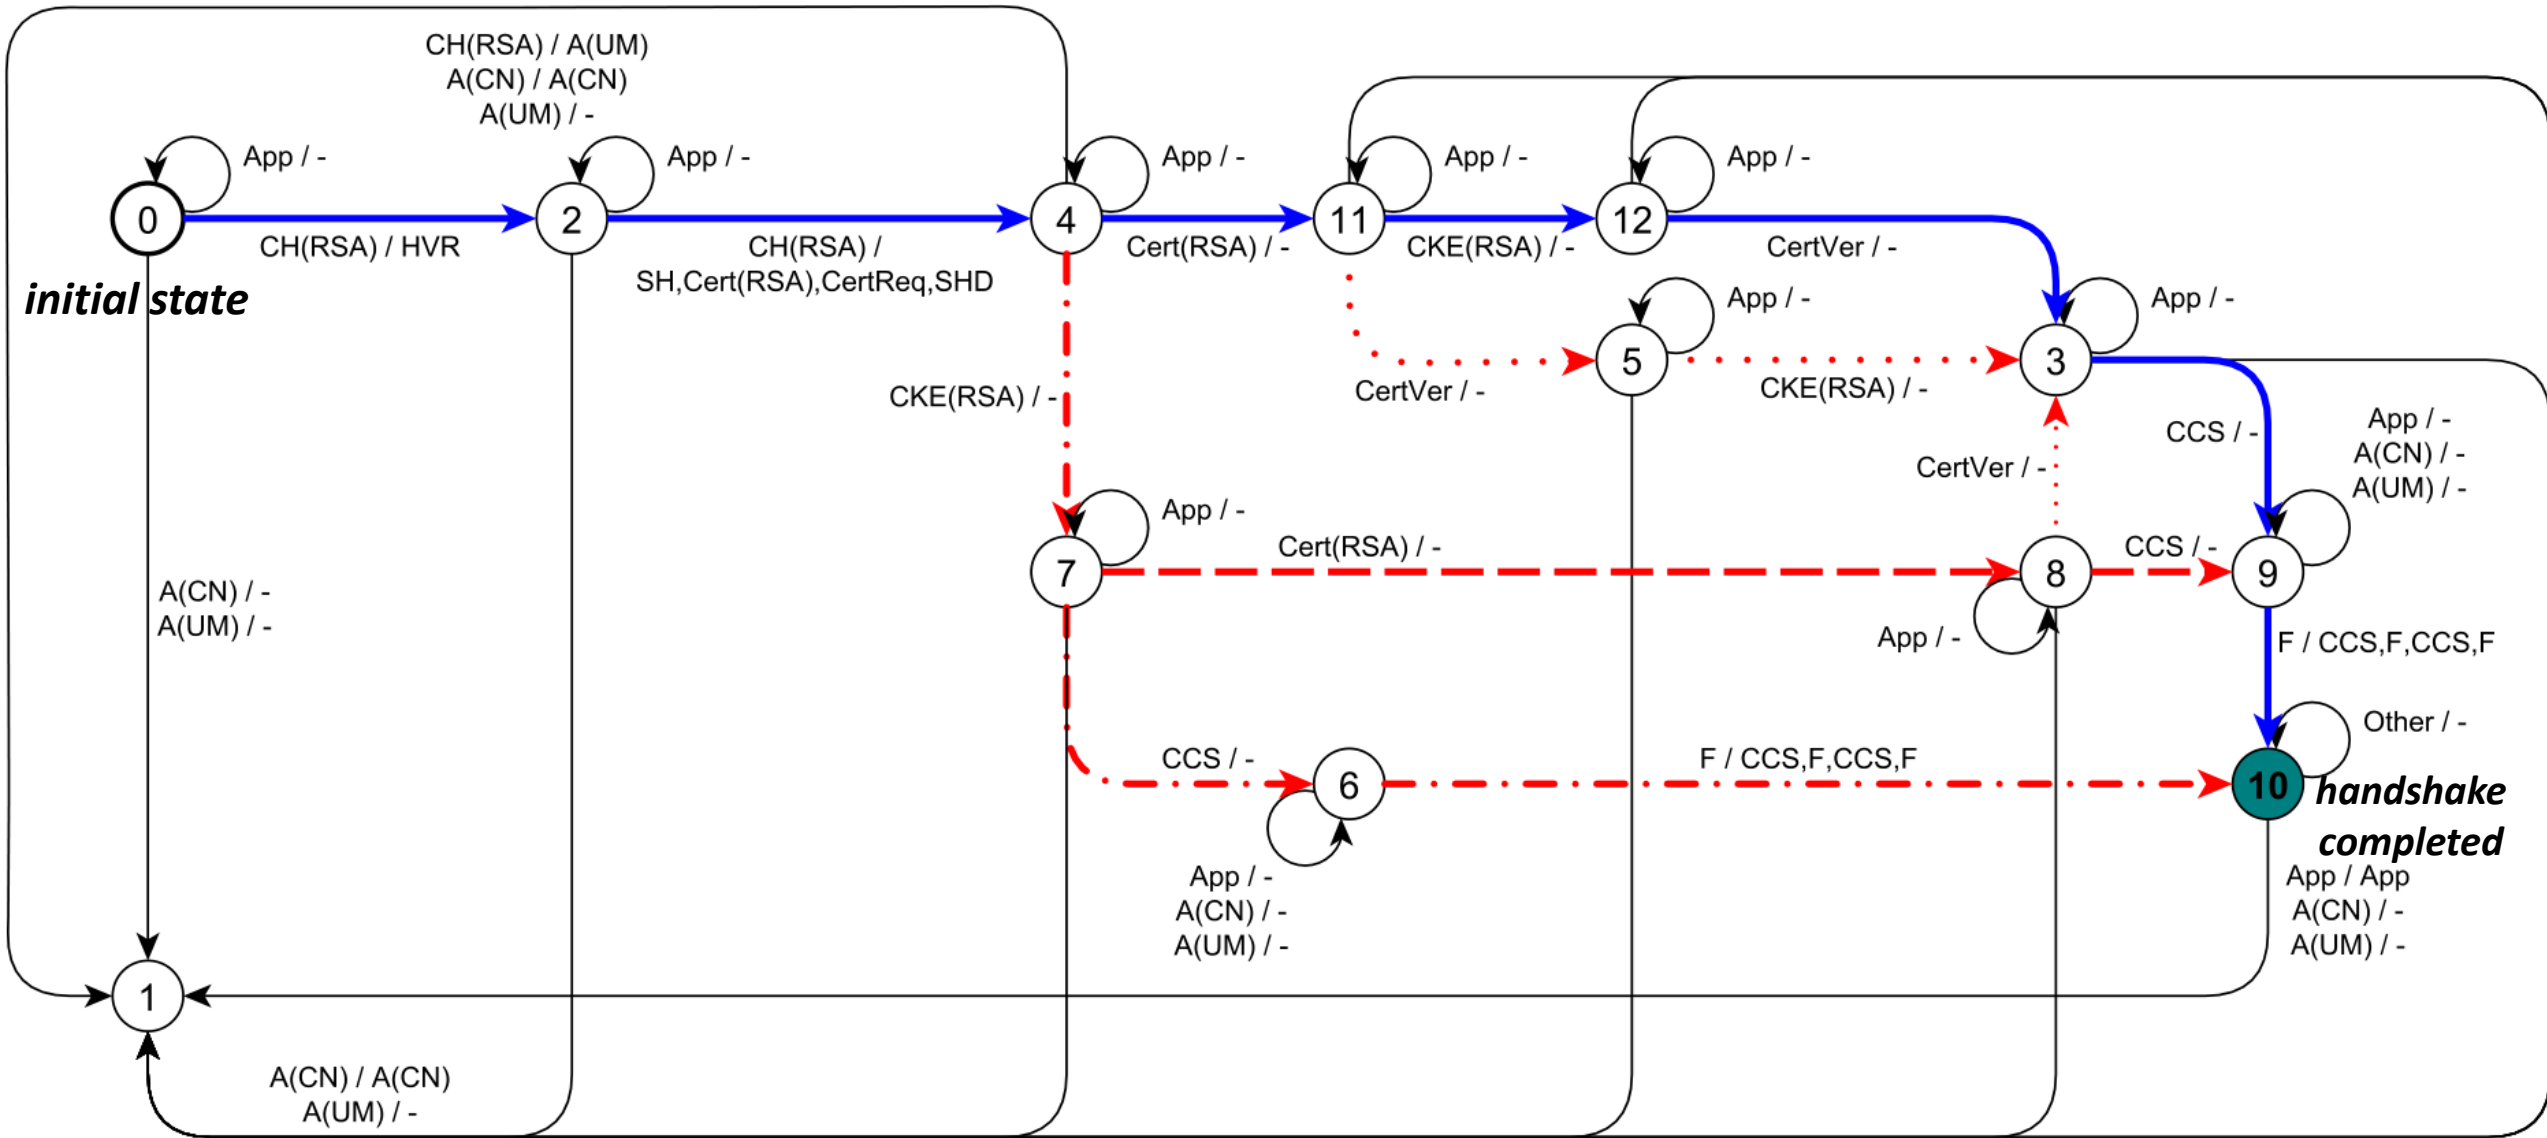 CH(RSA) / A(UM)
A(CN) / A(CN)
A(UM) / -
App / -
App / -
App / -
App / -
App / -
0
2
4
11
12
CH(RSA) / HVR
CH(RSA) /
SH,Cert(RSA),CertReq,SHD
Cert(RSA) / -
CKE(RSA) / -
CertVer / -
initial state
App / -
App / -
5
3
CKE(RSA) / -
CertVer / -
CKE(RSA) / -
App / -
A(CN) / -
A(UM) / -
CCS / -
CertVer / -
App / -
Cert(RSA) / -
CCS / -
7
8
9
A(CN) / -
A(UM) / -
App / -
F / CCS,F,CCS,F
Other / -
CCS / -
F / CCS,F,CCS,F
6
10
handshake
completed
App / -
A(CN) / -
A(UM) / -
App / App
A(CN) / -
A(UM) / -
1
A(CN) / A(CN)
A(UM) / -